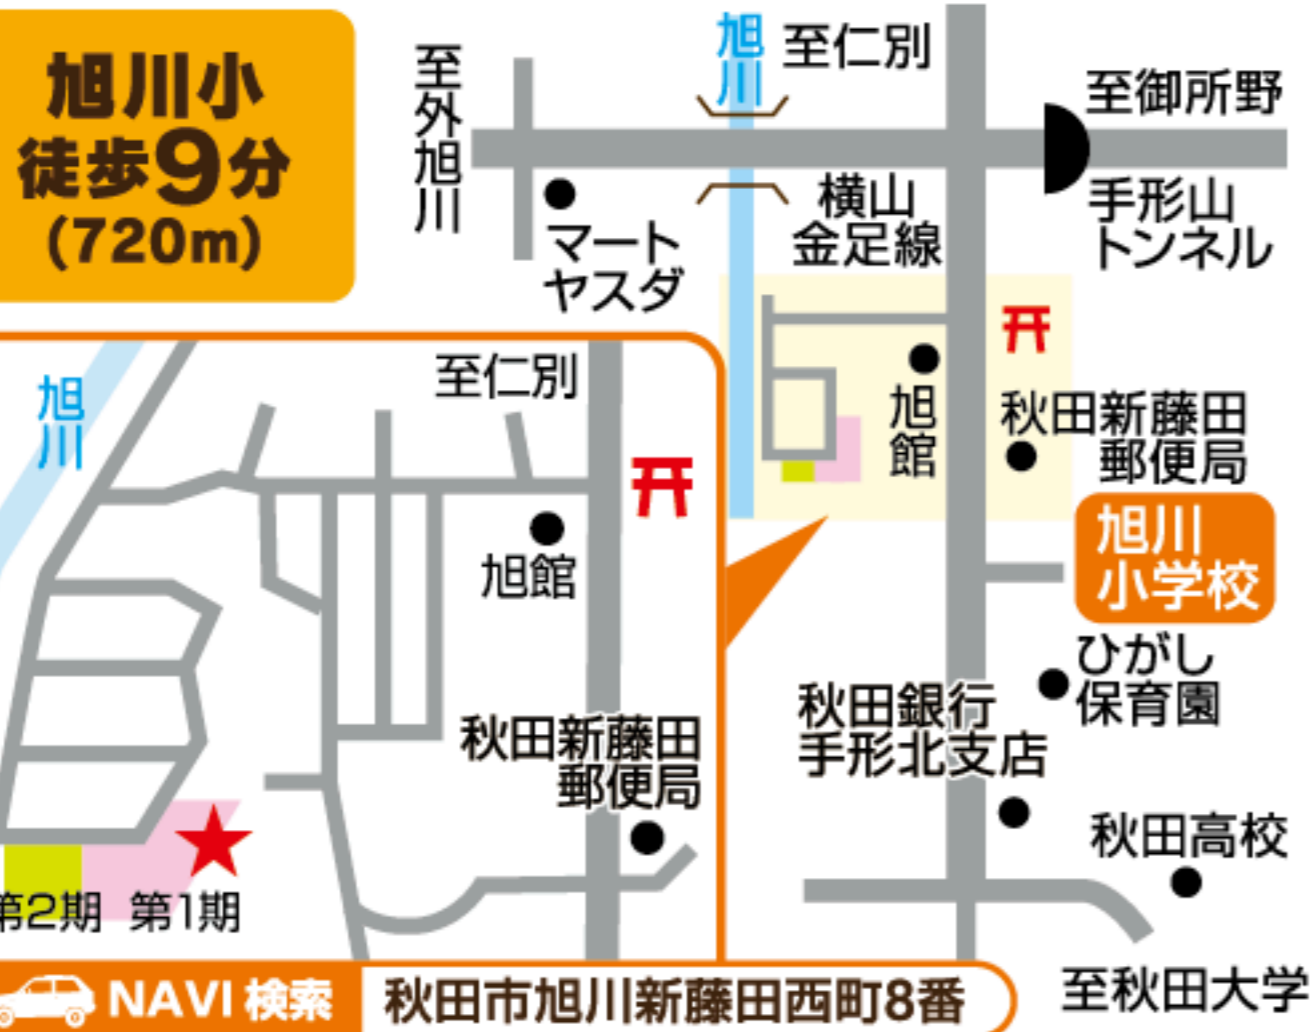 旭川小
徒歩9分
(720m)
至外旭川
旭川
至仁別
至御所野
手形山
トンネル
マート
ヤスダ
横山
金足線
旭館
秋田新藤田
郵便局
旭川
小学校
ひがし
保育園
秋田銀行
手形北支店
秋田高校
至秋田大学
旭川
至仁別
旭館
秋田新藤田
郵便局
第2期
第1期
NAVI検索
秋田市旭川新藤田西町8番